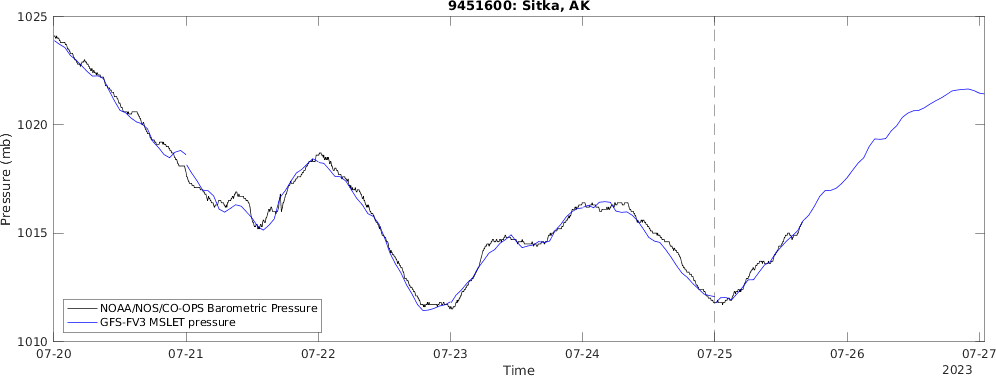 9451600: Sitka, AK
1025
1020
1015
1010
Pressure (mb)
NOAA/NOS/CO-OPS Barometric Pressure
GFS-FV3 MSLET pressure
07-20 07-21 07-22 07-23 07-24 07-25 07-26 07-27
Time
2023